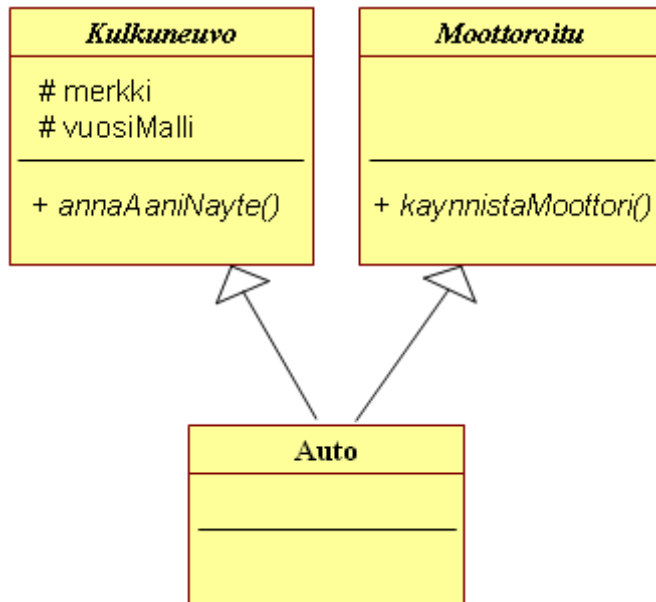 Kulkuneuvo
# merkki
# vuosiMalli
+ annaAaniNayte()
Moottoroitu
+ kaynnistaMoottori()
Auto